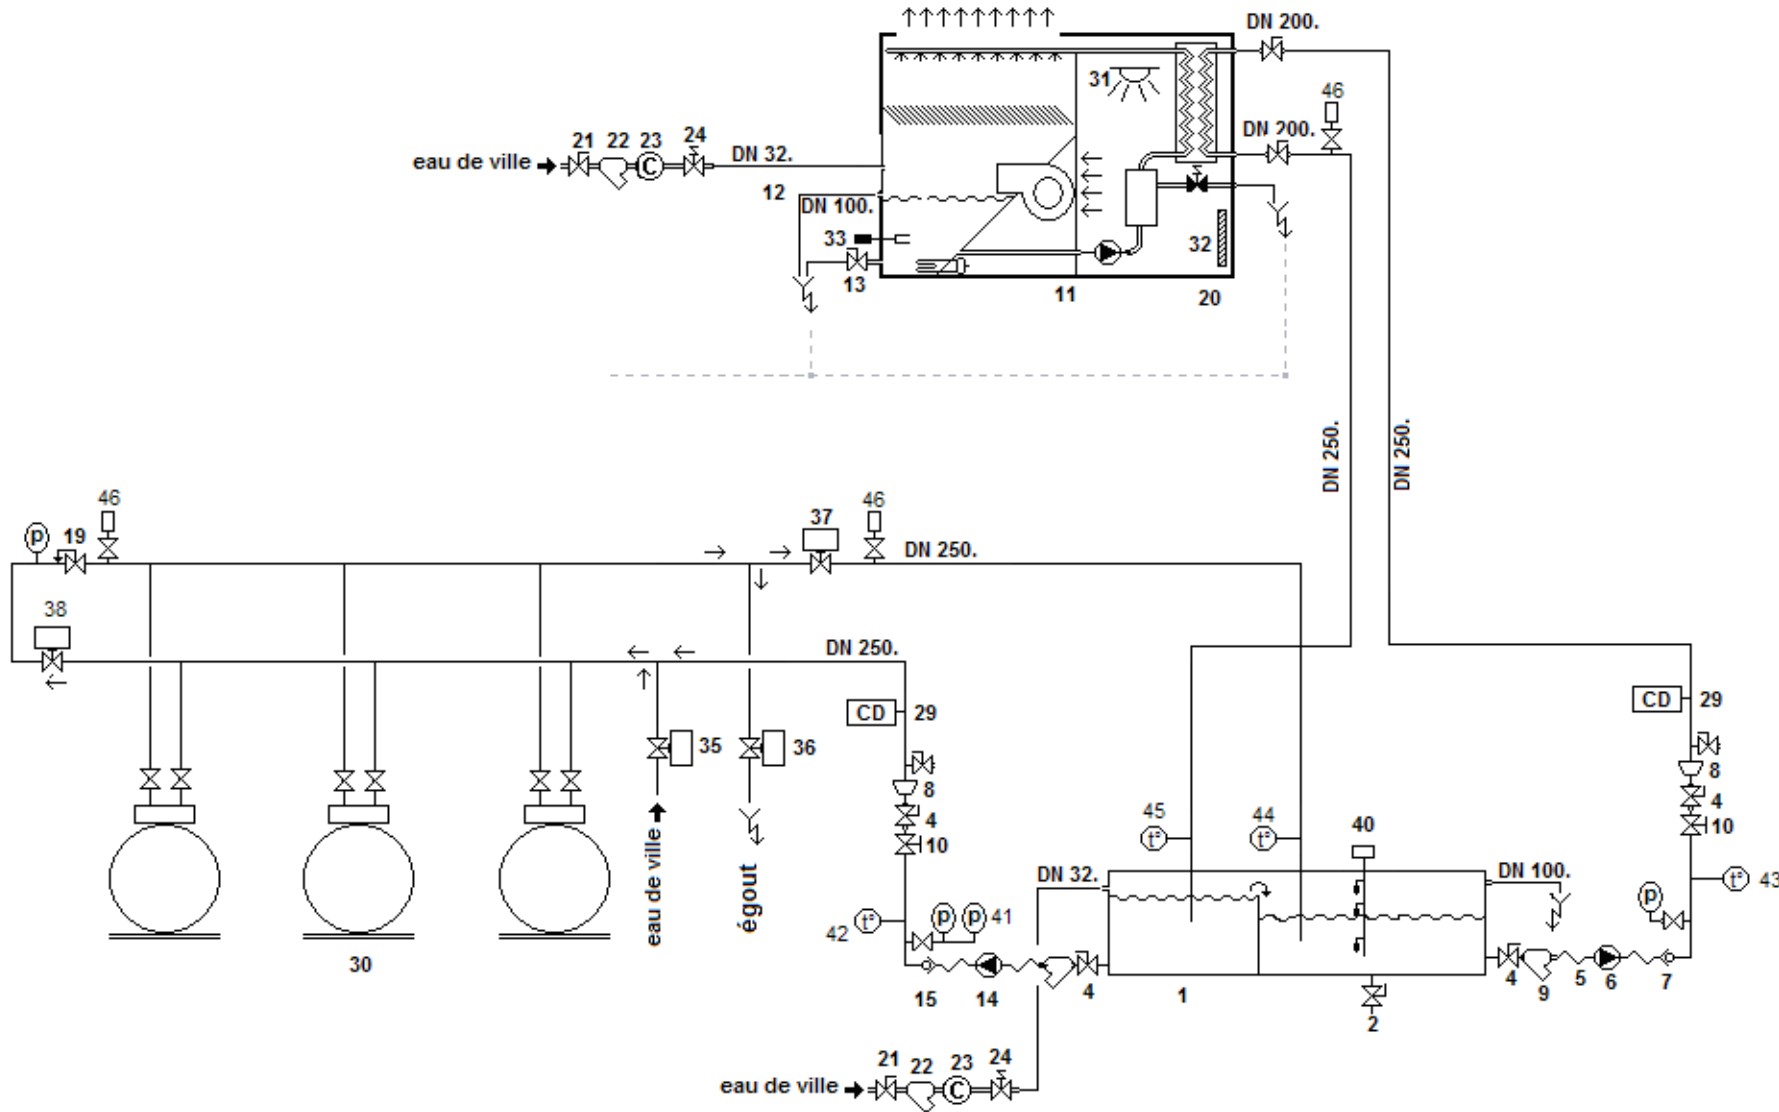 DN 200.
46
31
21 22 23 24
eau de ville
DN 32.
DN 200.
12
DN 100.
33
32
13
11
20
DN 250.
DN 250.
46
46
37
p
19
DN 250.
38
DN 250.
CD
29
CD
29
35
36
8
8
4
4
10
10
45
44
40
eau de ville
égout
t°
t°
DN 32.
DN 100.
t°
43
p
42
t°
p
p
41
30
15
14
4
1
2
4
9
5
6
7
21
22
23
24
eau de ville
C
C